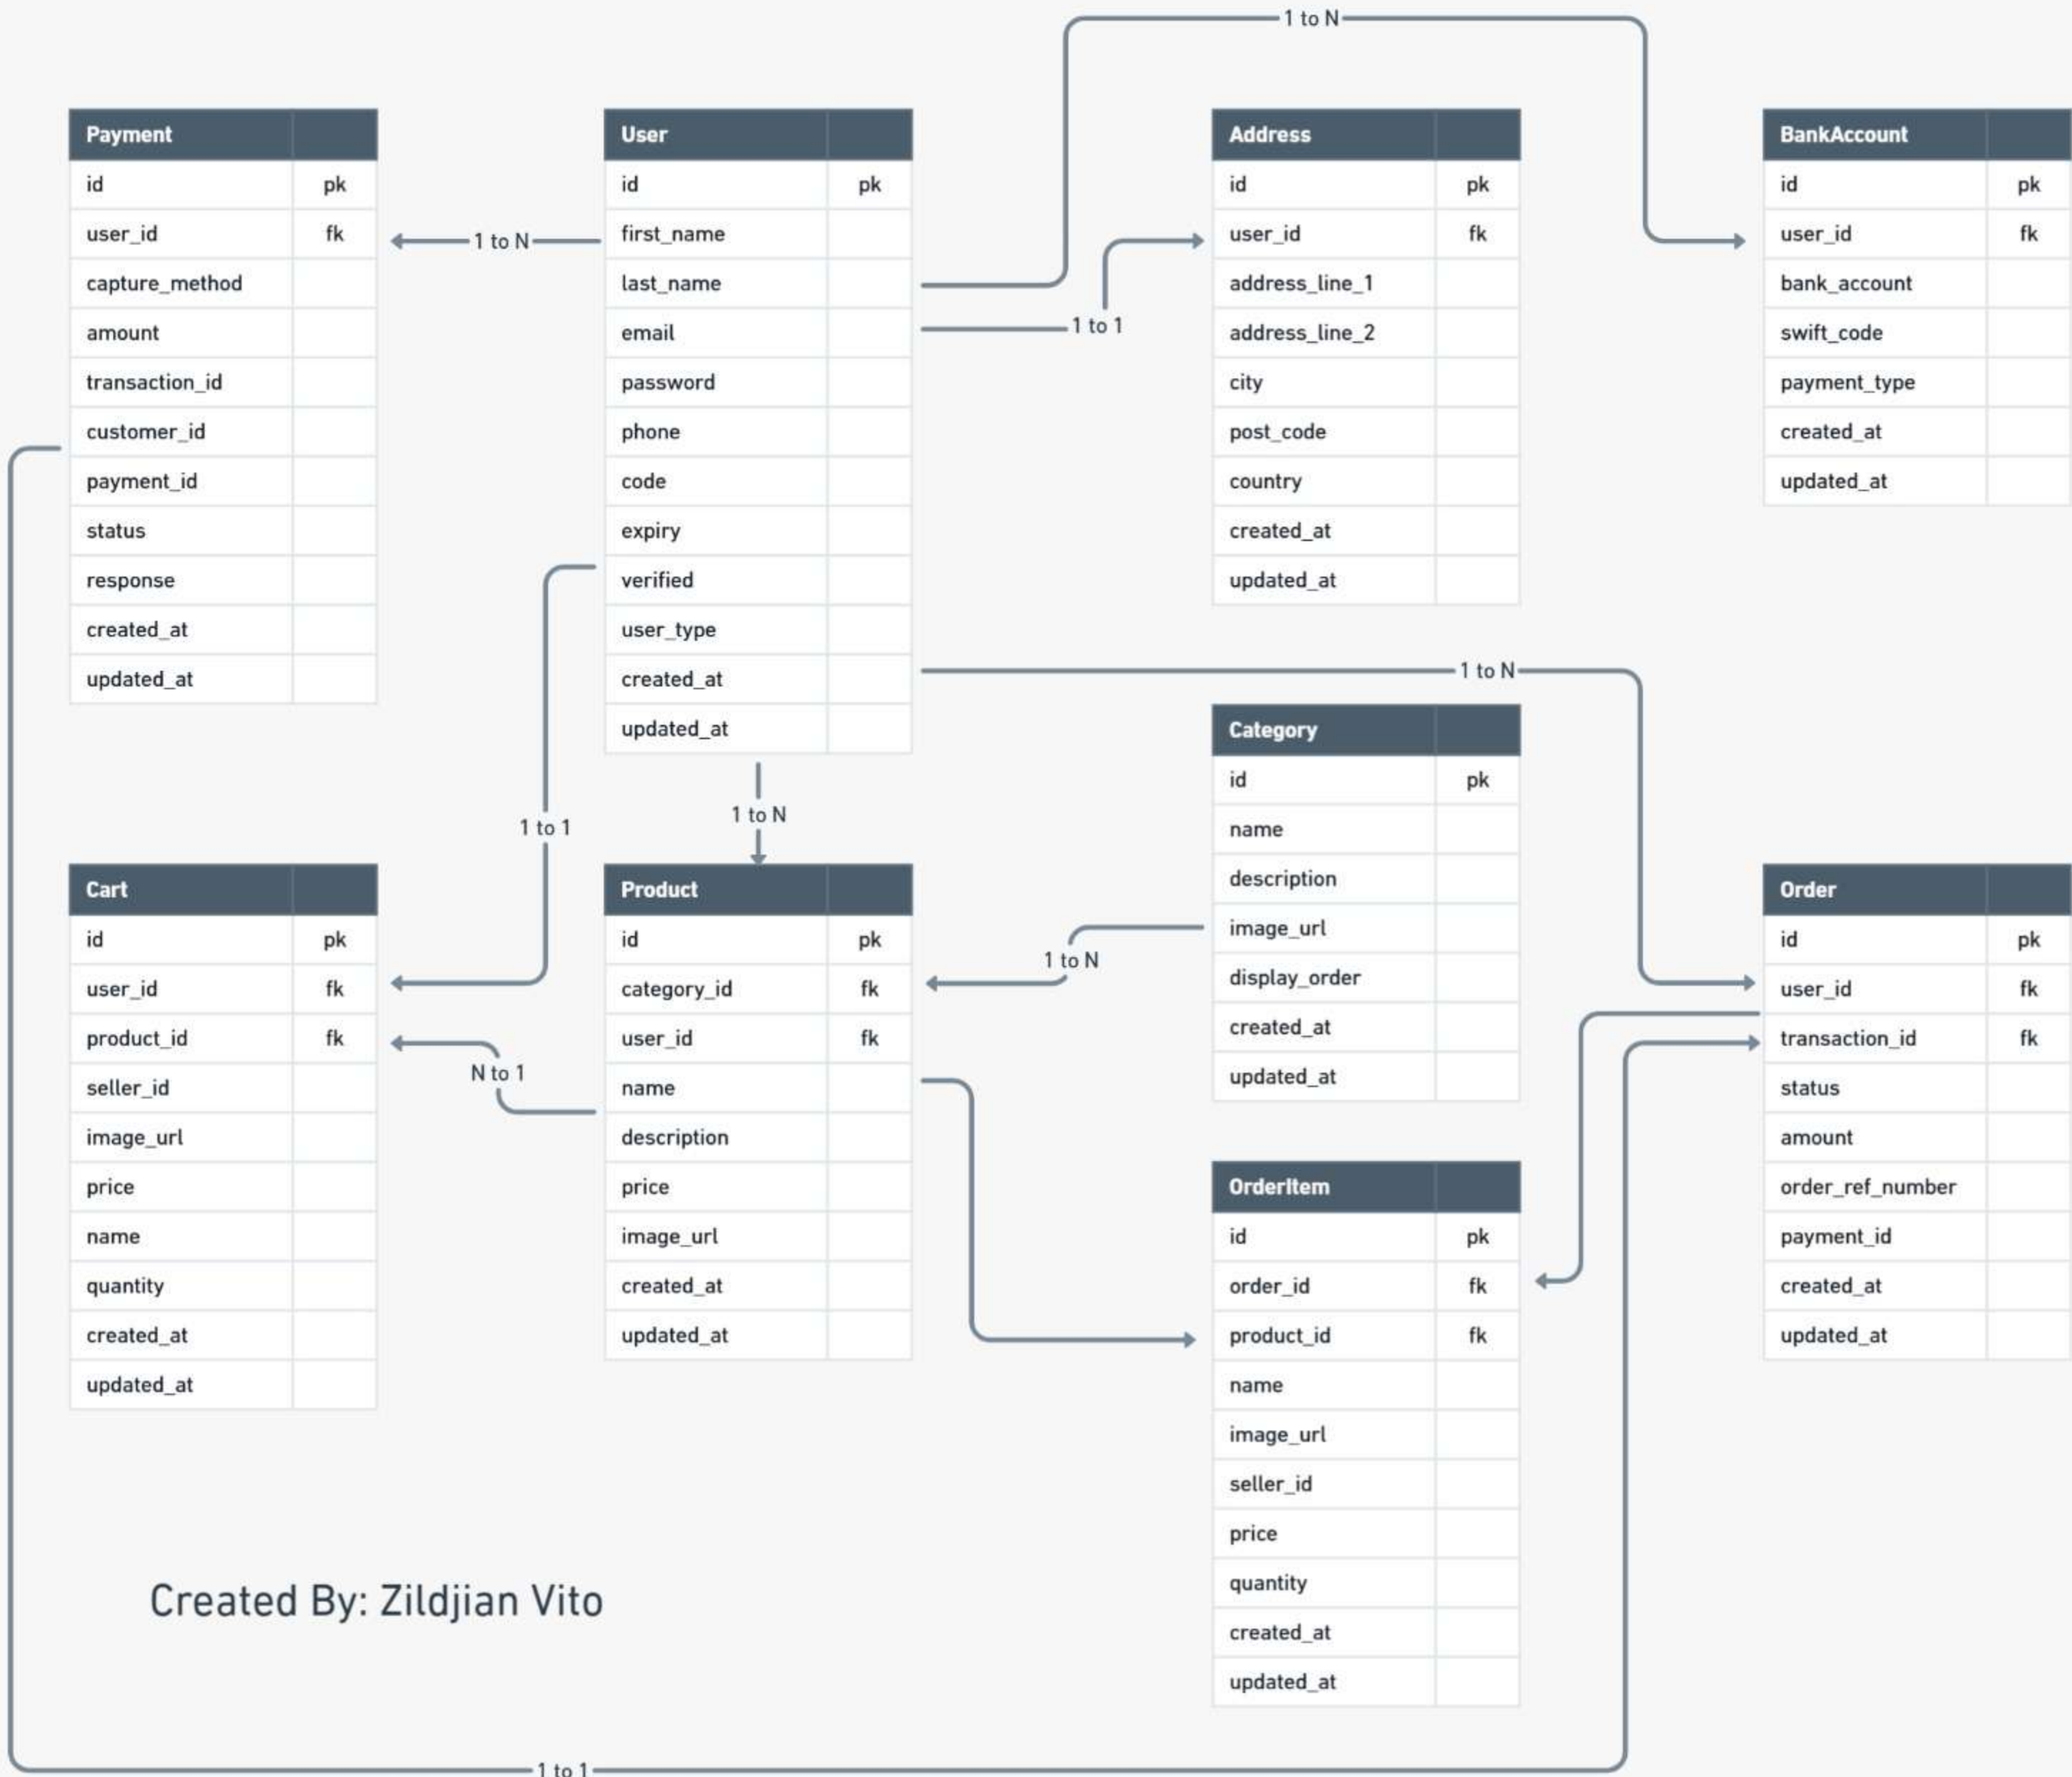 1 to N
Payment
id pk
user_id fk
capture_method
amount
transaction_id
customer_id
payment_id
status
response
created_at
updated_at
1 to N
User
id pk
first_name
last_name
email
password
phone
code
expiry
verified
user_type
created_at
updated_at
1 to 1
Address
id pk
user_id fk
address_line_1
address_line_2
city
post_code
country
created_at
updated_at
BankAccount
id pk
user_id fk
bank_account
swift_code
payment_type
created_at
updated_at
1 to N
1 to 1
1 to N
Cart
id pk
user_id fk
product_id fk
seller_id
image_url
price
name
quantity
created_at
updated_at
N to 1
Product
id pk
category_id fk
user_id fk
name
description
price
image_url
created_at
updated_at
1 to N
Category
id pk
name
description
image_url
display_order
created_at
updated_at
OrderItem
id pk
order_id fk
product_id fk
name
image_url
seller_id
price
quantity
created_at
updated_at
Order
id pk
user_id fk
transaction_id fk
status
amount
order_ref_number
payment_id
created_at
updated_at
Created By: Zildjian Vito
1 to 1